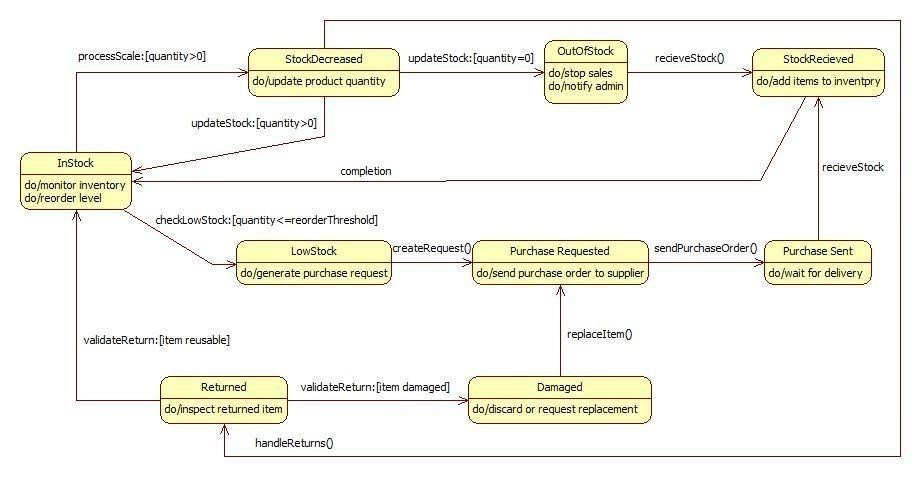 processScale:[quantity>0]
StockDecreased
do/update product quantity
updateStock:[quantity=0]
OutOfStock
do/stop sales
do/notify admin
recieveStock()
StockRecieved
do/add items to inventpry
updateStock:[quantity>0]
InStock
do/monitor inventory
do/reorder level
completion
recieveStock
checkLowStock:[quantity<=reorderThreshold]
LowStock
do/generate purchase request
createRequest()
Purchase Requested
do/send purchase order to supplier
sendPurchaseOrder()
Purchase Sent
do/wait for delivery
validateReturn:[item reusable]
replaceItem()
Returned
do/inspect returned item
validateReturn:[item damaged]
Damaged
do/discard or request replacement
handleReturns()